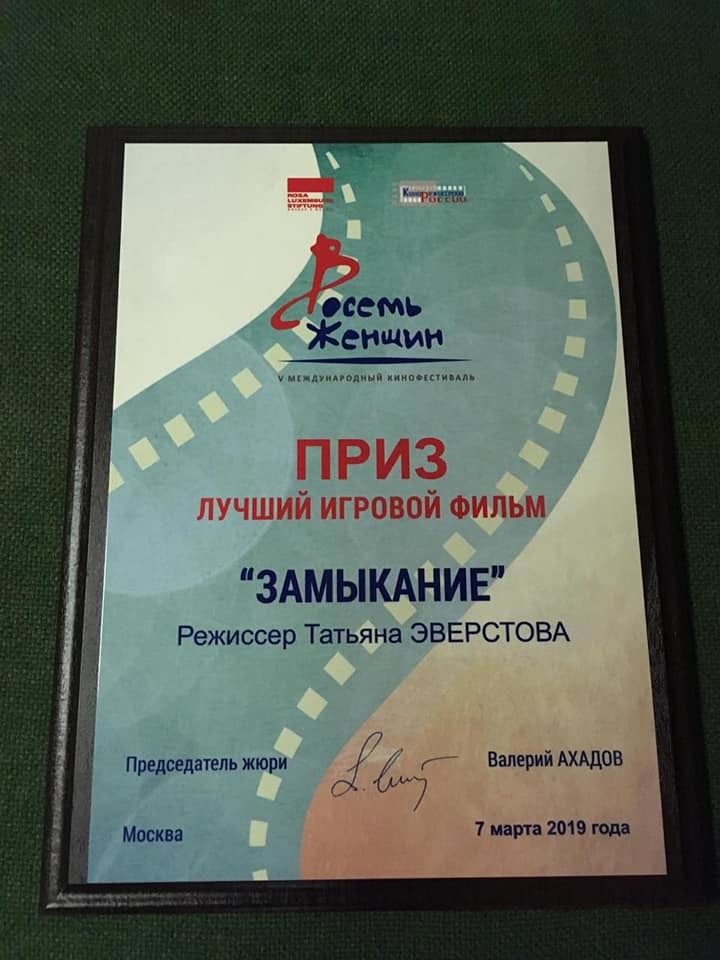 ROSA
LUXEMBURG
STIFTUNG
России
Восемь
Женщин
V МЕЖДУНАРОДНЫЙ КИНОФЕСТИВАЛЬ
ПРИЗ
ЛУЧШИЙ ИГРОВОЙ ФИЛЬМ
“ЗАМЫКАНИЕ”
Режиссер Татьяна ЭВЕРСТОВА
Председатель жюри
Валерий АХАДОВ
Москва
7 марта 2019 года